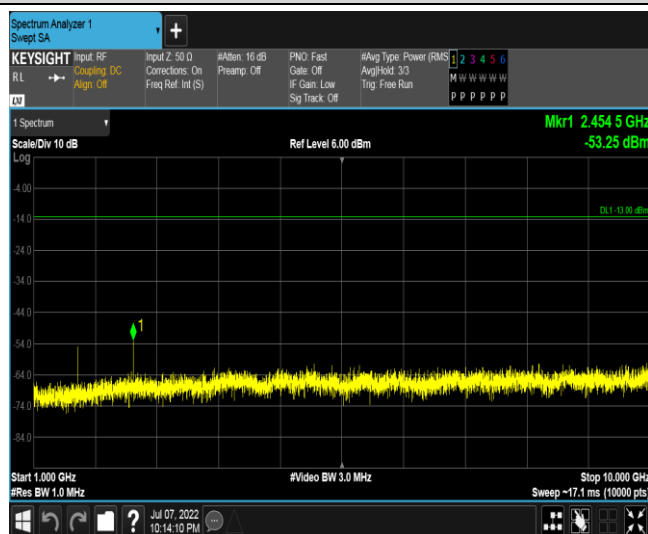 Spectrum Analyzer 1
Swept SA
+
KEYSIGHT
RL
LXI
Input: RF
Coupling: DC
Align: Off
Input Z: 50 Ω
Corrections: On
Freq Ref: Int (S)
#Atten: 16 dB
Preamp: Off
PNO: Fast
Gate: Off
IF Gain: Low
Sig Track: Off
#Avg Type: Power (RMS
Avg|Hold: 3/3
Trig: Free Run
1 2 3 4 5 6
M W W W W W
P P P P P P
1 Spectrum
Mkr1 2.454 5 GHz
Scale/Div 10 dB
Ref Level 6.00 dBm
-53.25 dBm
Log
-4.00
DL1 -13.00 dBm
-14.0
-24.0
-34.0
-44.0
1
-54.0
-64.0
-74.0
-84.0
Start 1.000 GHz
#Video BW 3.0 MHz
Stop 10.000 GHz
#Res BW 1.0 MHz
Sweep ~17.1 ms (10000 pts)
?
Jul 07, 2022
10:14:10 PM